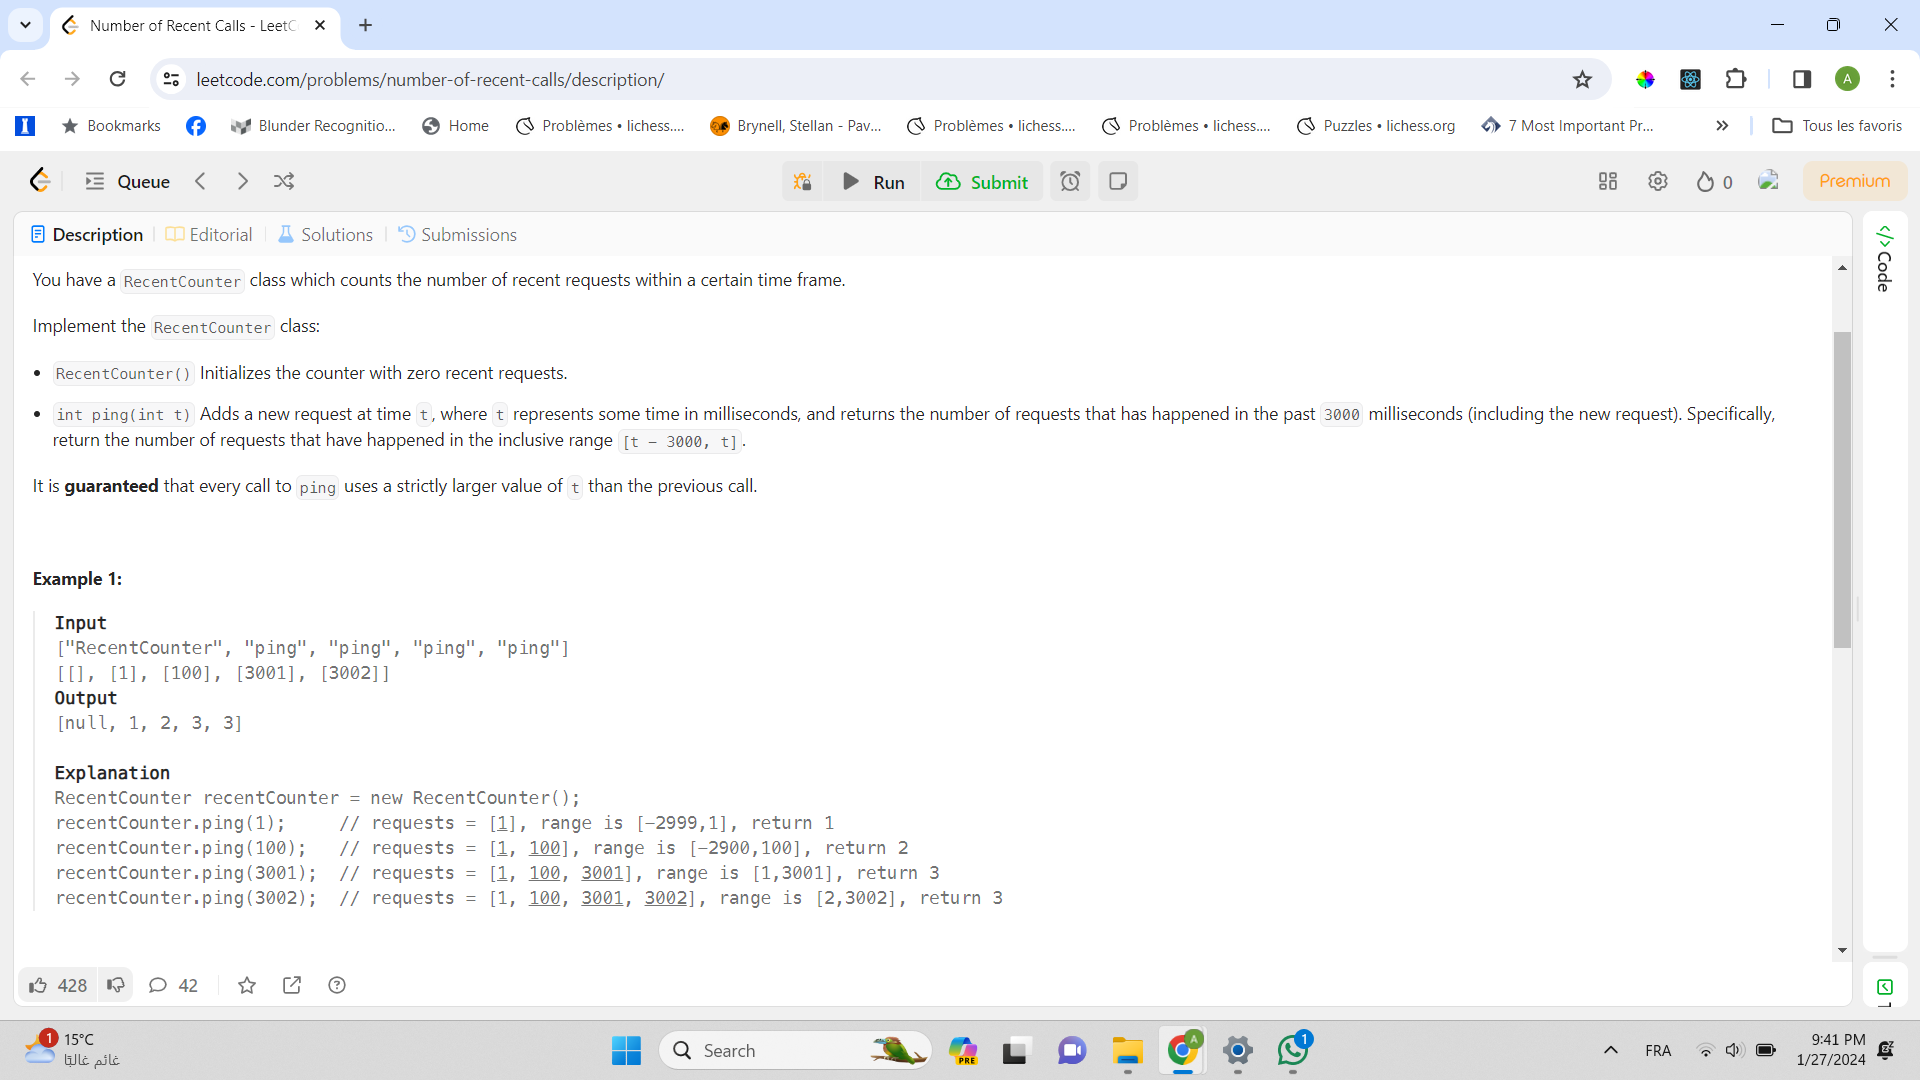 Number of Recent Calls - LeetC
leetcode.com/problems/number-of-recent-calls/description/
A
Bookmarks
Blunder Recognitio...
Home
Problèmes • lichess....
Brynell, Stellan - Pav...
Problèmes • lichess....
Problèmes • lichess....
Puzzles • lichess.org
7 Most Important Pr...
Tous les favoris
Queue
Run
Submit
0
Premium
Description
Editorial
Solutions
Submissions
Code
You have a RecentCounter class which counts the number of recent requests within a certain time frame.
Implement the RecentCounter class:
• RecentCounter() Initializes the counter with zero recent requests.
• int ping(int t) Adds a new request at time t, where t represents some time in milliseconds, and returns the number of requests that has happened in the past 3000 milliseconds (including the new request). Specifically,
return the number of requests that have happened in the inclusive range [t - 3000, t].
It is guaranteed that every call to ping uses a strictly larger value of t than the previous call.
Example 1:
Input
["RecentCounter", "ping", "ping", "ping", "ping"]
[[], [1], [100], [3001], [3002]]
Output
[null, 1, 2, 3, 3]
Explanation
RecentCounter recentCounter = new RecentCounter();
recentCounter.ping(1);     // requests = [1], range is [-2999,1], return 1
recentCounter.ping(100);   // requests = [1, 100], range is [-2900,100], return 2
recentCounter.ping(3001);  // requests = [1, 100, 3001], range is [1,3001], return 3
recentCounter.ping(3002);  // requests = [1, 100, 3001, 3002], range is [2,3002], return 3
428
42
1
15°C
غائم غالبًا
Search
PRE
A
1
FRA
9:41 PM
1/27/2024